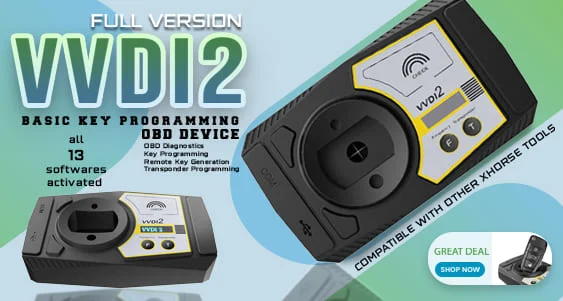 FULL VERSION
VVDI2
BASIC KEY PROGRAMMING
OBD DEVICE
all
13
softwares
activated
OBD Diagnostics
Key Programming
Remote Key Generation
Transponder Programming
CHECK
VVDI2
F
T
ODM
VVDI2
VVDI 2
F
T
COMPATIBLE WITH OTHER XHORSE TOOLS
GREAT DEAL
SHOP NOW